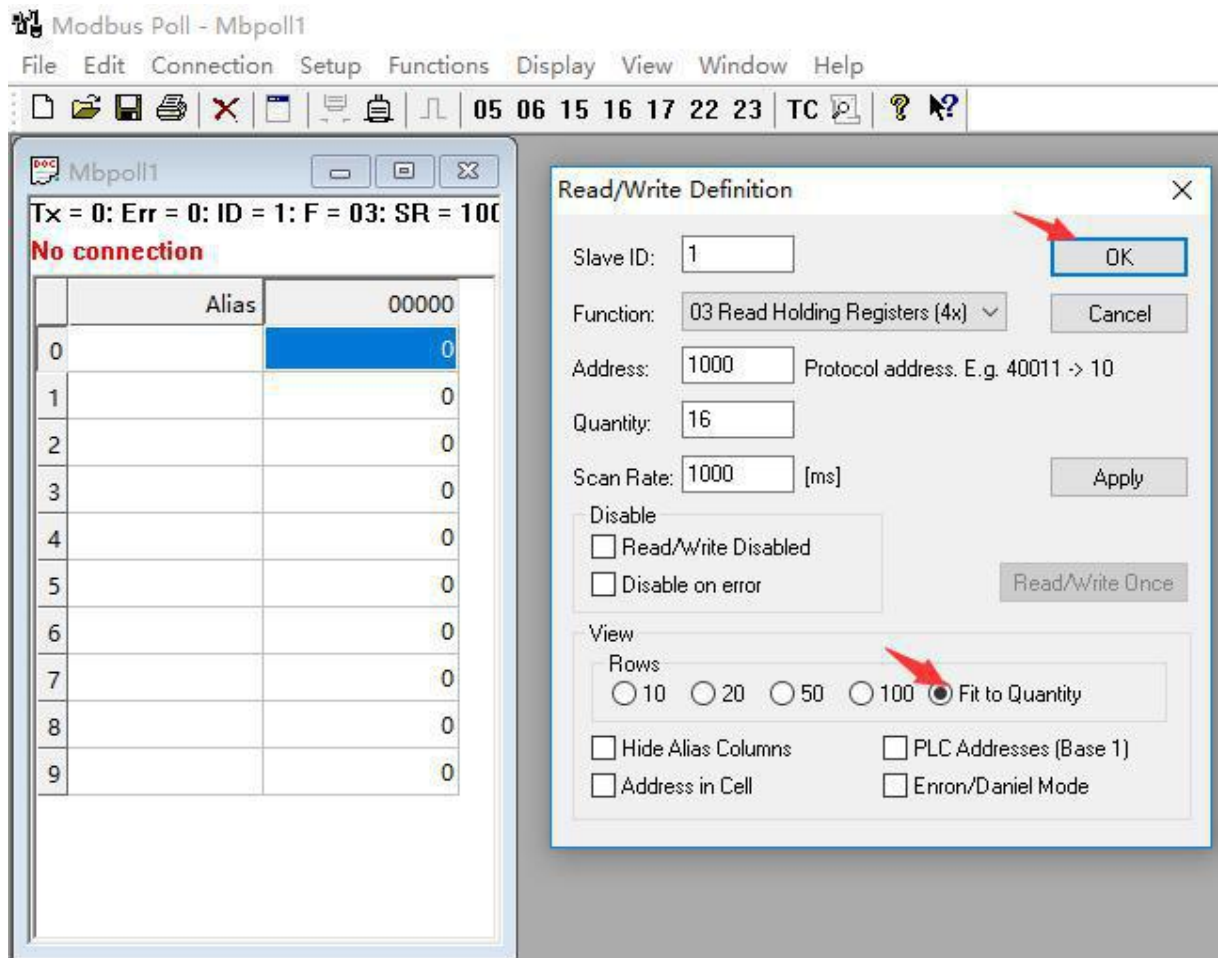 Modbus Poll - Mbpoll1
File Edit Connection Setup Functions Display View Window Help
05 06 15 16 17 22 23 TC
DOC Mbpoll1
Tx = 0: Err = 0: ID = 1: F = 03: SR = 100
No connection
Alias 00000
0 0
1 0
2 0
3 0
4 0
5 0
6 0
7 0
8 0
9 0
Read/Write Definition
Slave ID: 1 OK
Function: 03 Read Holding Registers (4x) Cancel
Address: 1000 Protocol address. E.g. 40011 -> 10
Quantity: 16
Scan Rate: 1000 [ms] Apply
Disable
Read/Write Disabled
Disable on error Read/Write Once
View
Rows
10 20 50 100 Fit to Quantity
Hide Alias Columns PLC Addresses (Base 1)
Address in Cell Enron/Daniel Mode